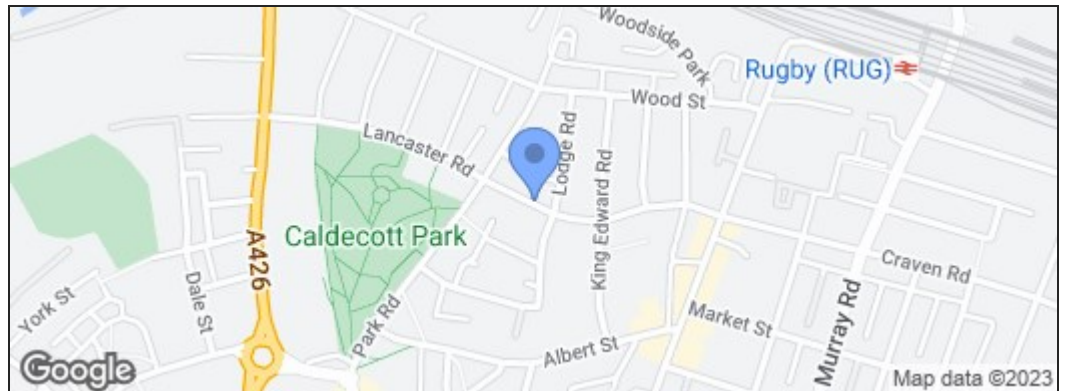 Woodside Park
Rugby (RUG)
Wood St
Lancaster Rd
Lodge Rd
King Edward Rd
Caldecott Park
A426
Craven Rd
Dale St
York St
Park Rd
Market St
Murray Rd
Albert St
Google
Map data ©2023